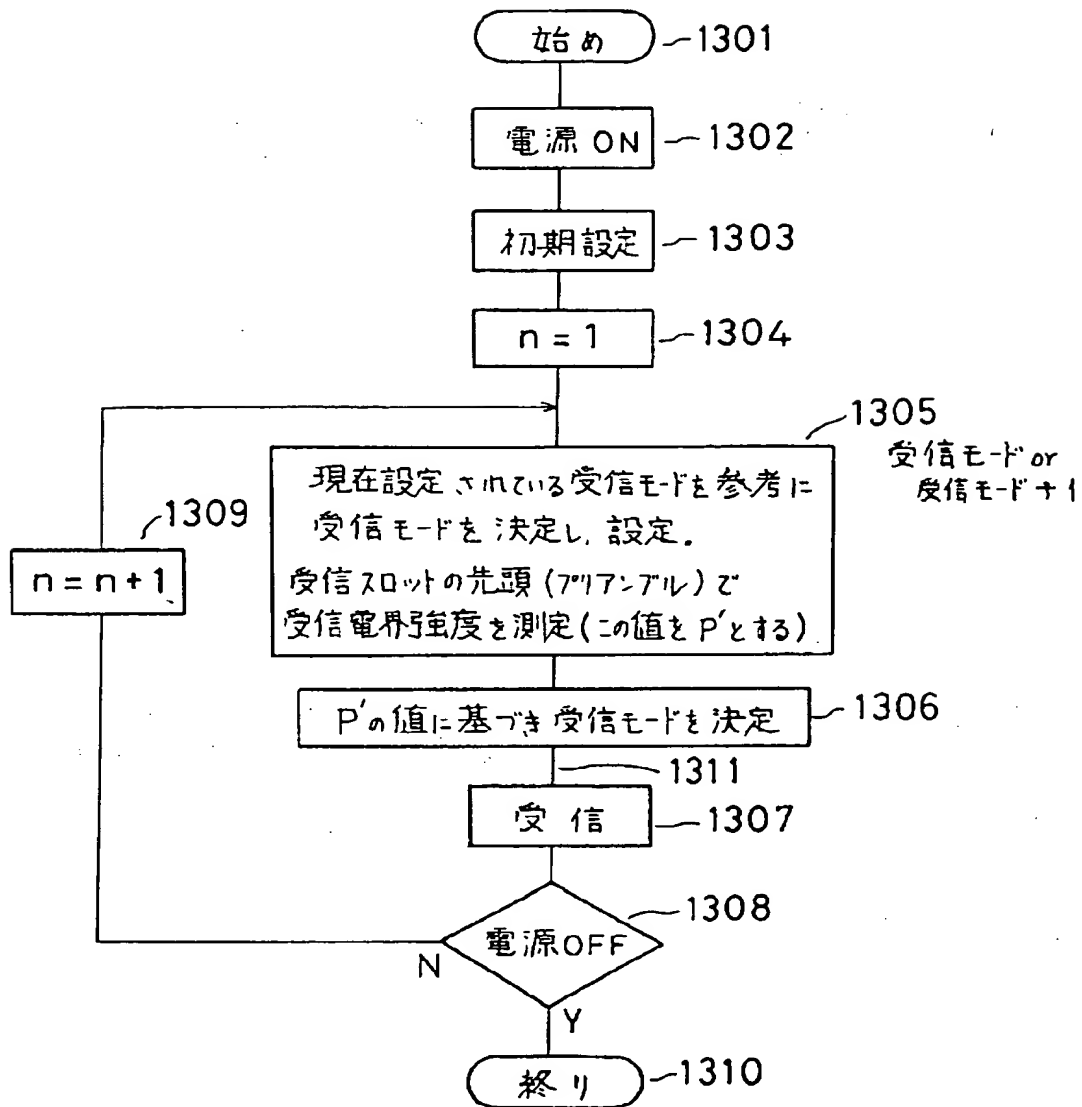 始め
1301
電源ON
1302
初期設定
1303
n = 1
1304
1305
受信モード or
受信モード+1
現在設定されている受信モードを参考に
受信モードを決定し、設定.
受信スロットの先頭(プリアンブル)で
受信電界強度を測定(この値をP'とする)
1309
n = n+1
P'の値に基づき受信モードを決定
1306
1311
受信
1307
電源OFF
1308
N
Y
終り
1310